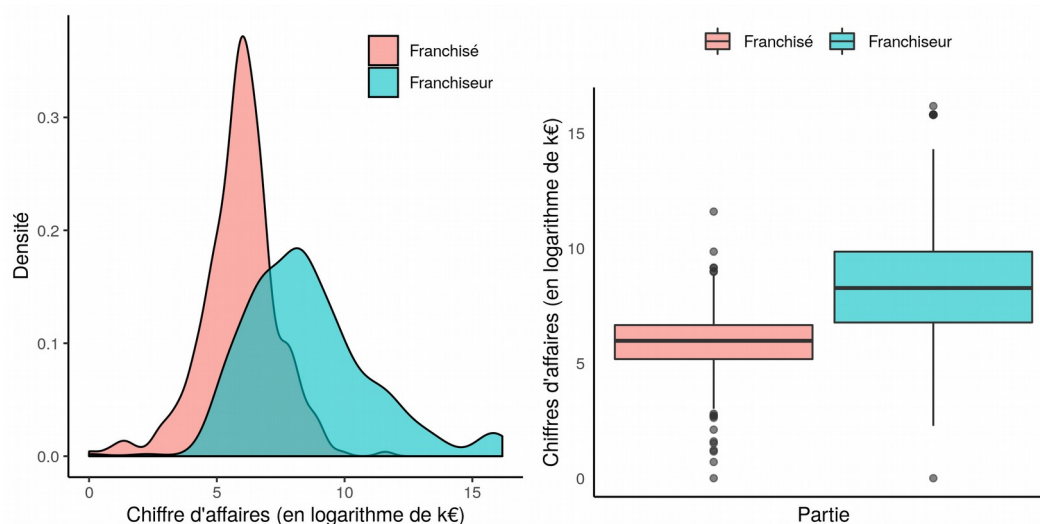 Franchisé
Franchiseur
Densité
0.3
0.2
0.1
0.0
0 5 10 15
Chiffre d'affaires (en logarithme de k€)
Franchisé Franchiseur
Chiffres d'affaires (en logarithme de k€)
15
10
5
0
Partie